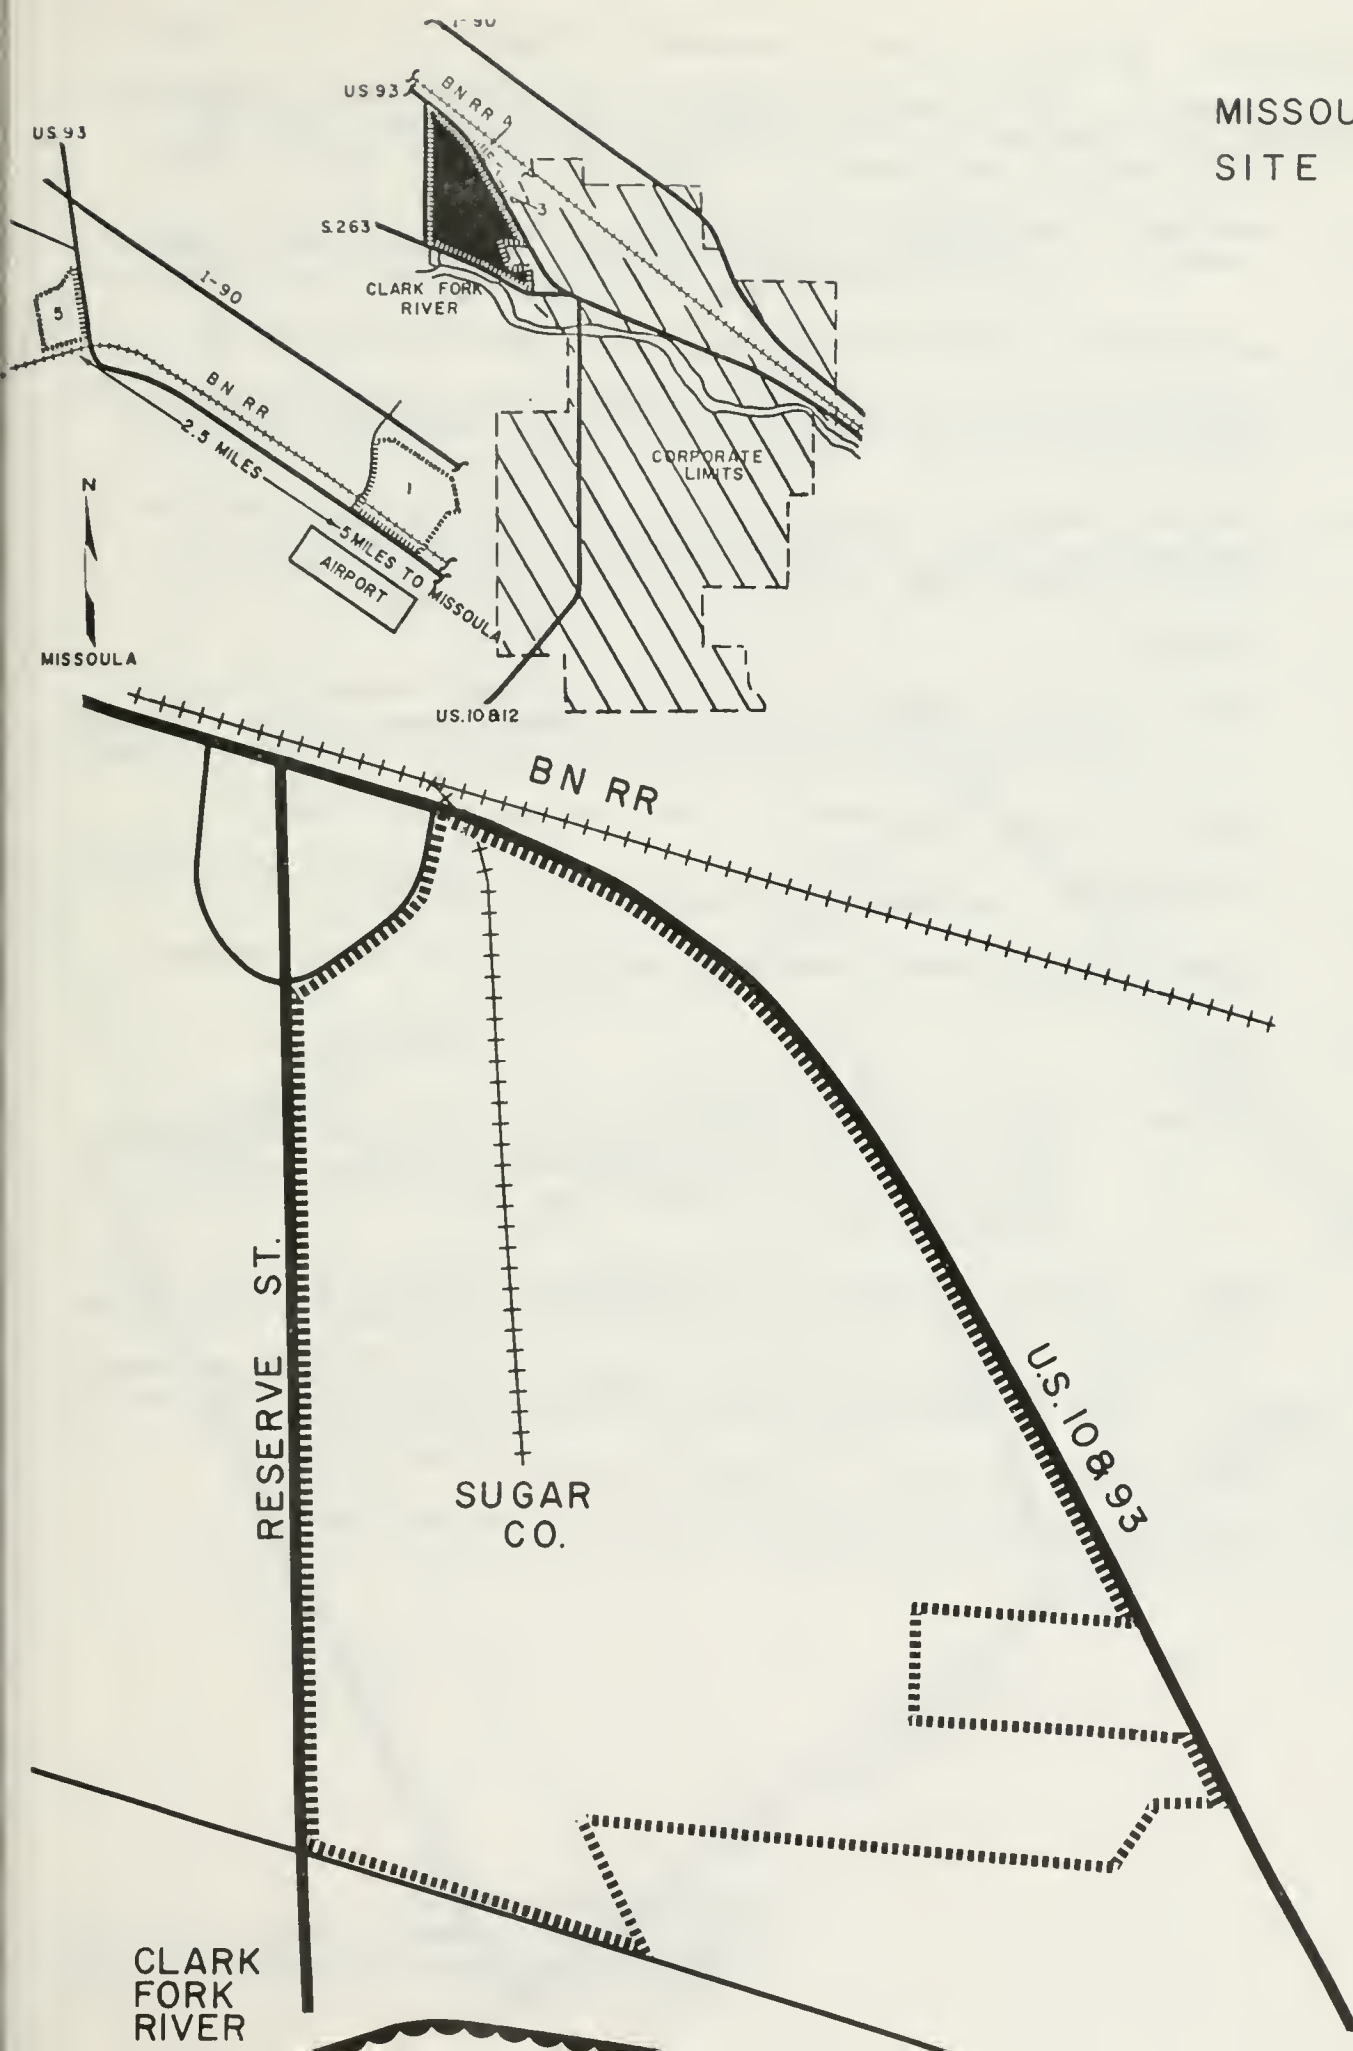 I-90
MISSOU
SITE
US 93
BN RR
4
US 93
3
S.263
CLARK FORK
RIVER
I-90
5
BN RR
2.5 MILES
CORPORATE
LIMITS
1
N
5 MILES TO MISSOULA
AIRPORT
MISSOULA
US.10&12
BN RR
RESERVE ST.
U.S. 10 & 93
SUGAR
CO.
CLARK
FORK
RIVER